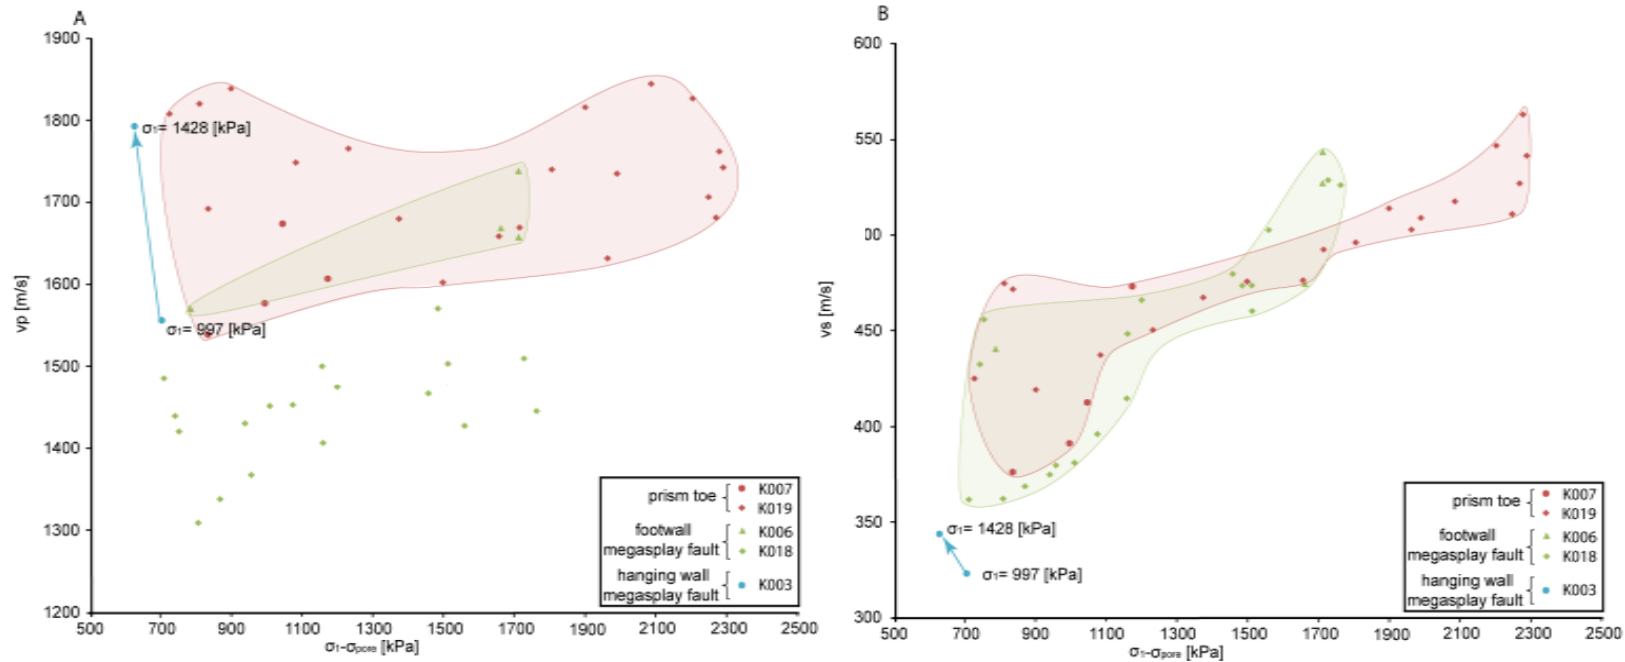 A
1900
1800
1700
1600
1500
1400
1300
1200
vp [m/s]
500 700 900 1100 1300 1500 1700 1900 2100 2300 2500
σ₁-σpore [kPa]
σ₁= 1428 [kPa]
σ₁= 997 [kPa]
prism toe
K007
K019
footwall
megasplay fault
K006
K018
hanging wall
megasplay fault
K003
B
600
550
00
450
400
350
300
vs [m/s]
500 700 900 1100 1300 1500 1700 1900 2100 2300 2500
σ₁-σpore [kPa]
σ₁= 1428 [kPa]
σ₁= 997 [kPa]
prism toe
K007
K019
footwall
megasplay fault
K006
K018
hanging wall
megasplay fault
K003